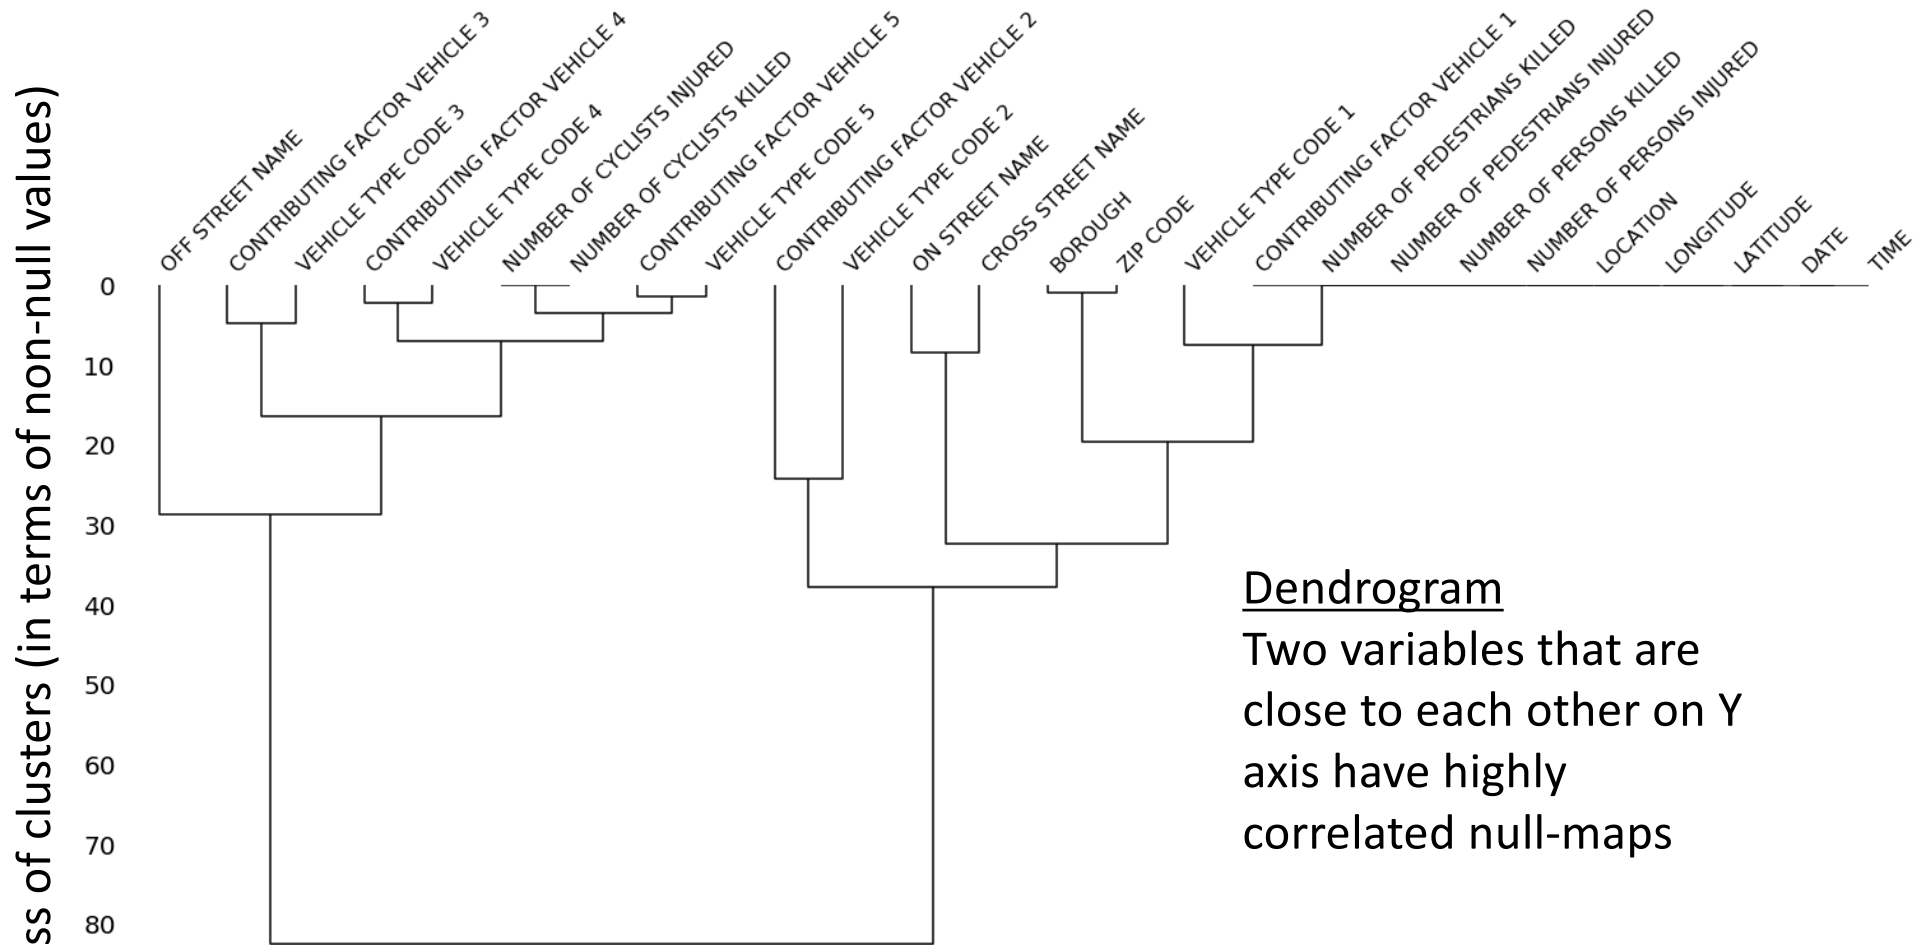 OFF STREET NAME
CONTRIBUTING FACTOR VEHICLE 3
VEHICLE TYPE CODE 3
CONTRIBUTING FACTOR VEHICLE 4
VEHICLE TYPE CODE 4
NUMBER OF CYCLISTS INJURED
NUMBER OF CYCLISTS KILLED
CONTRIBUTING FACTOR VEHICLE 5
VEHICLE TYPE CODE 5
CONTRIBUTING FACTOR VEHICLE 2
VEHICLE TYPE CODE 2
ON STREET NAME
CROSS STREET NAME
BOROUGH
ZIP CODE
VEHICLE TYPE CODE 1
CONTRIBUTING FACTOR VEHICLE 1
NUMBER OF PEDESTRIANS KILLED
NUMBER OF PEDESTRIANS INJURED
NUMBER OF PERSONS KILLED
NUMBER OF PERSONS INJURED
LOCATION
LONGITUDE
LATITUDE
DATE
TIME
ss of clusters (in terms of non-null values)
0
10
20
30
40
50
60
70
80
Dendrogram
Two variables that are
close to each other on Y
axis have highly
correlated null-maps